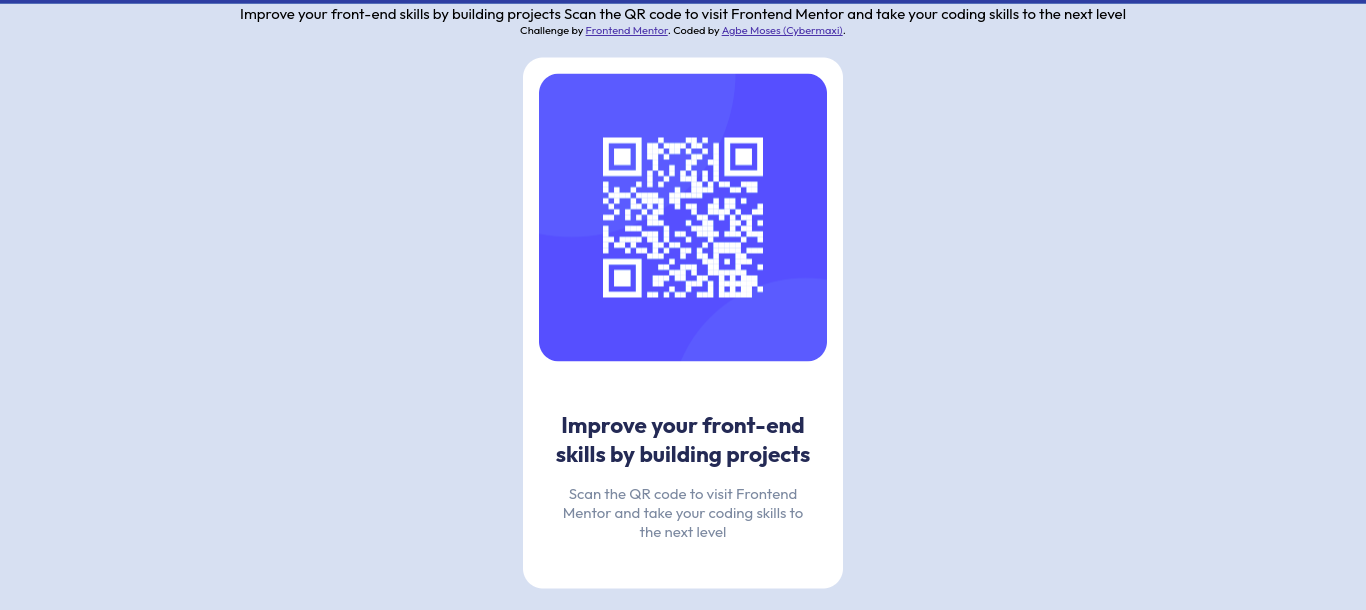 Improve your front-end skills by building projects Scan the QR code to visit Frontend Mentor and take your coding skills to the next level
Challenge by Frontend Mentor. Coded by Agbe Moses (Cybermaxi).
Improve your front-end
skills by building projects
Scan the QR code to visit Frontend
Mentor and take your coding skills to
the next level